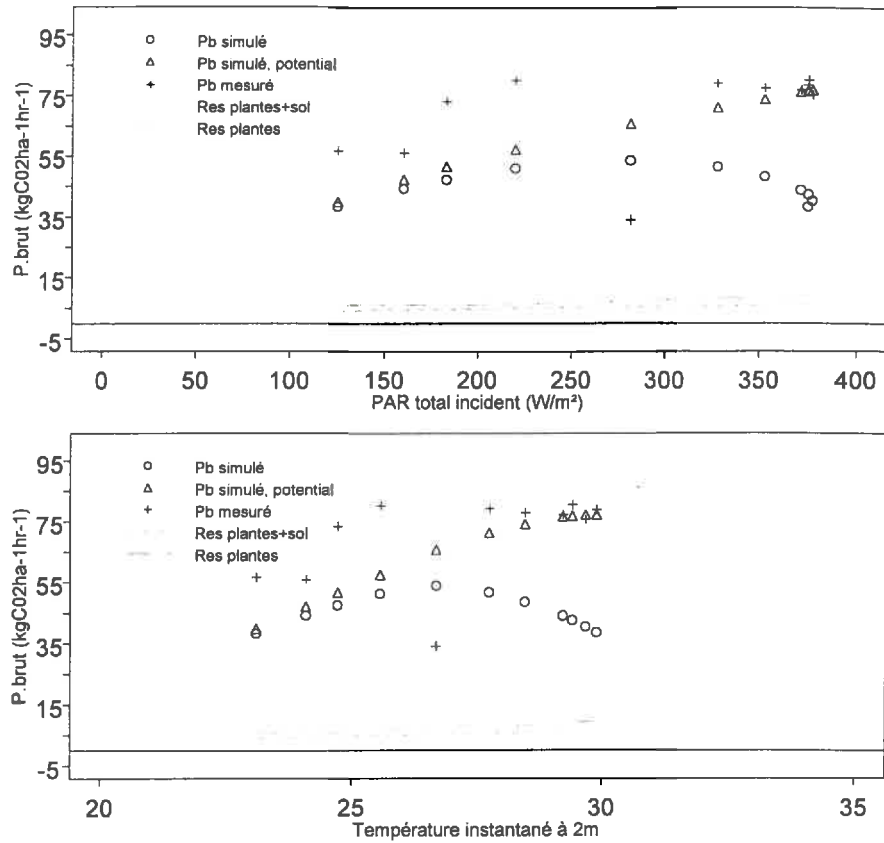 95
75
55
35
15
-5
P.brut (kgC02ha-1hr-1)
Pb simulé
Pb simulé, potential
Pb mesuré
Res plantes+sol
Res plantes
0 50 100 150 200 250 300 350 400
PAR total incident (W/m²)
95
75
55
35
15
-5
P.brut (kgC02ha-1hr-1)
Pb simulé
Pb simulé, potential
Pb mesuré
Res plantes+sol
Res plantes
20 25 30 35
Température instantané à 2m